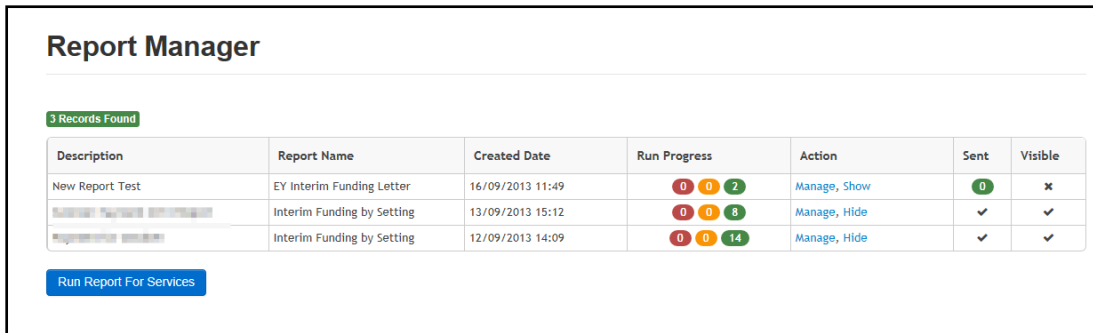 Report Manager
3 Records Found
Description Report Name Created Date Run Progress Action Sent Visible
New Report Test EY Interim Funding Letter 16/09/2013 11:49 0 0 2 Manage, Show 0
Interim Funding by Setting 13/09/2013 15:12 0 0 8 Manage, Hide
Interim Funding by Setting 12/09/2013 14:09 0 0 14 Manage, Hide
Run Report For Services